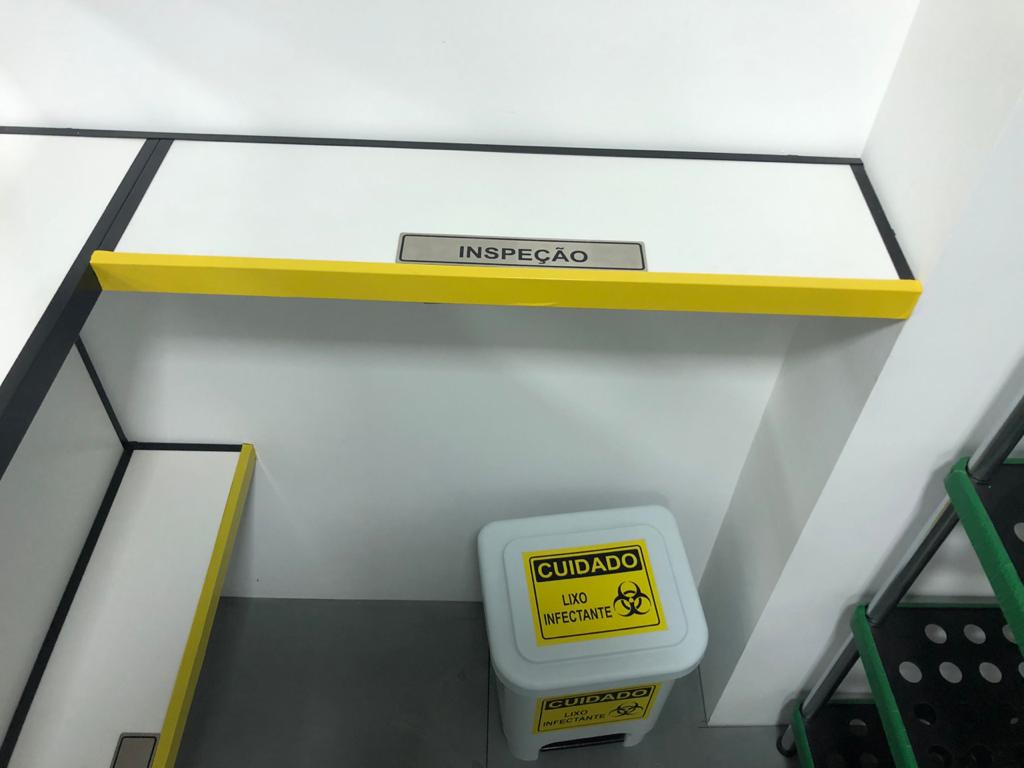 INSPEÇÃO
CUIDADO
LIXO
INFECTANTE
CUIDADO
LIXO
INFECTANTE